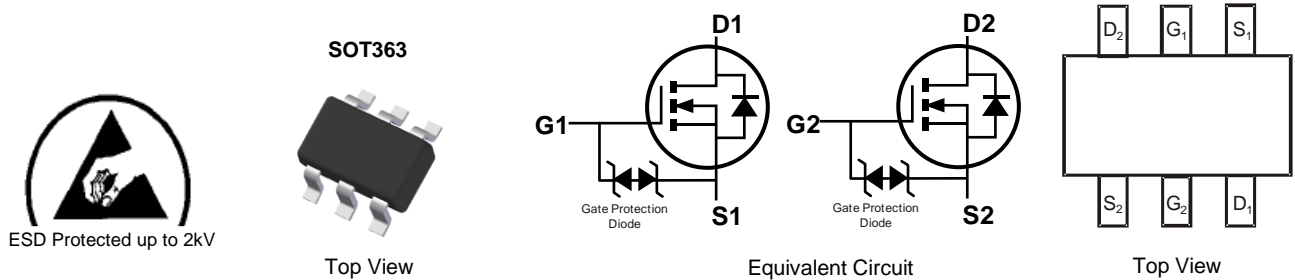 ESD Protected up to 2kV
SOT363
Top View
D1
G1
Gate Protection
Diode
S1
D2
G2
Gate Protection
Diode
S2
Equivalent Circuit
D₂ G₁ S₁
S₂ G₂ D₁
Top View